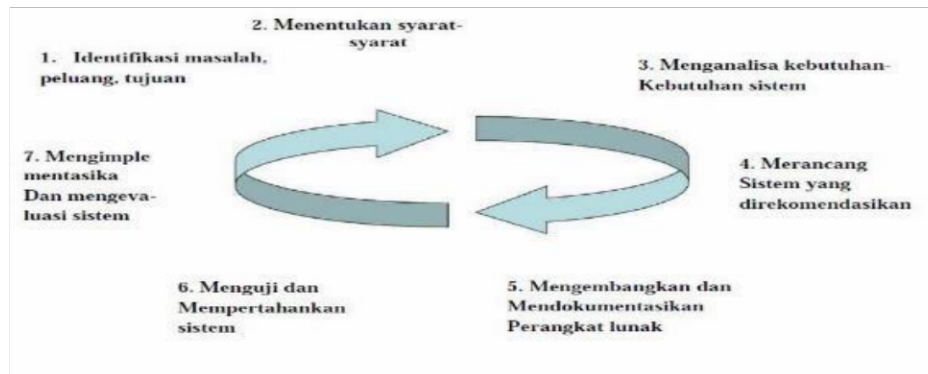 1. Identifikasi masalah,
peluang, tujuan
2. Menentukan syarat-
syarat
3. Menganalisa kebutuhan-
Kebutuhan sistem
4. Merancang
Sistem yang
direkomendasikan
5. Mengembangkan dan
Mendokumentasikan
Perangkat lunak
6. Menguji dan
Mempertahankan
sistem
7. Mengimple
mentasika
Dan mengeva-
luasi sistem